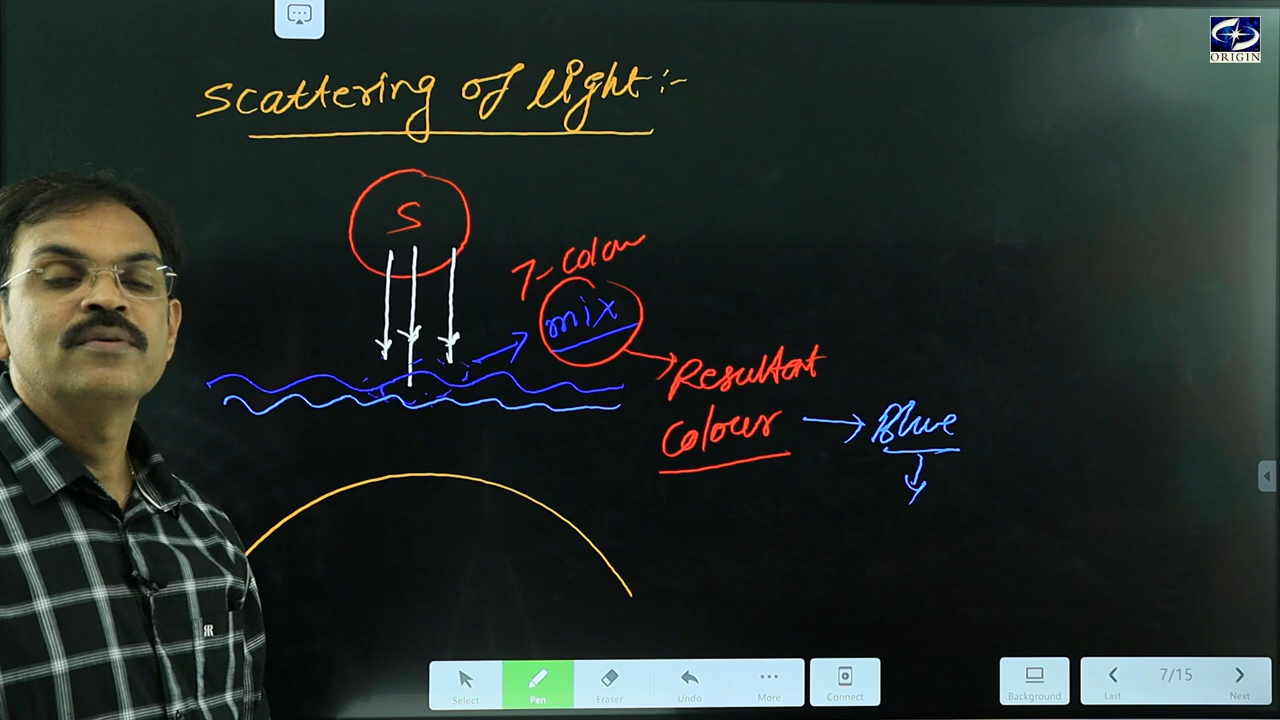 ORIGIN
Scattering of light :-
S
7-colour
mix
Resultant
colour → Blue
RR
Select Pen Eraser Undo More Connect Background Last 7/15 Next